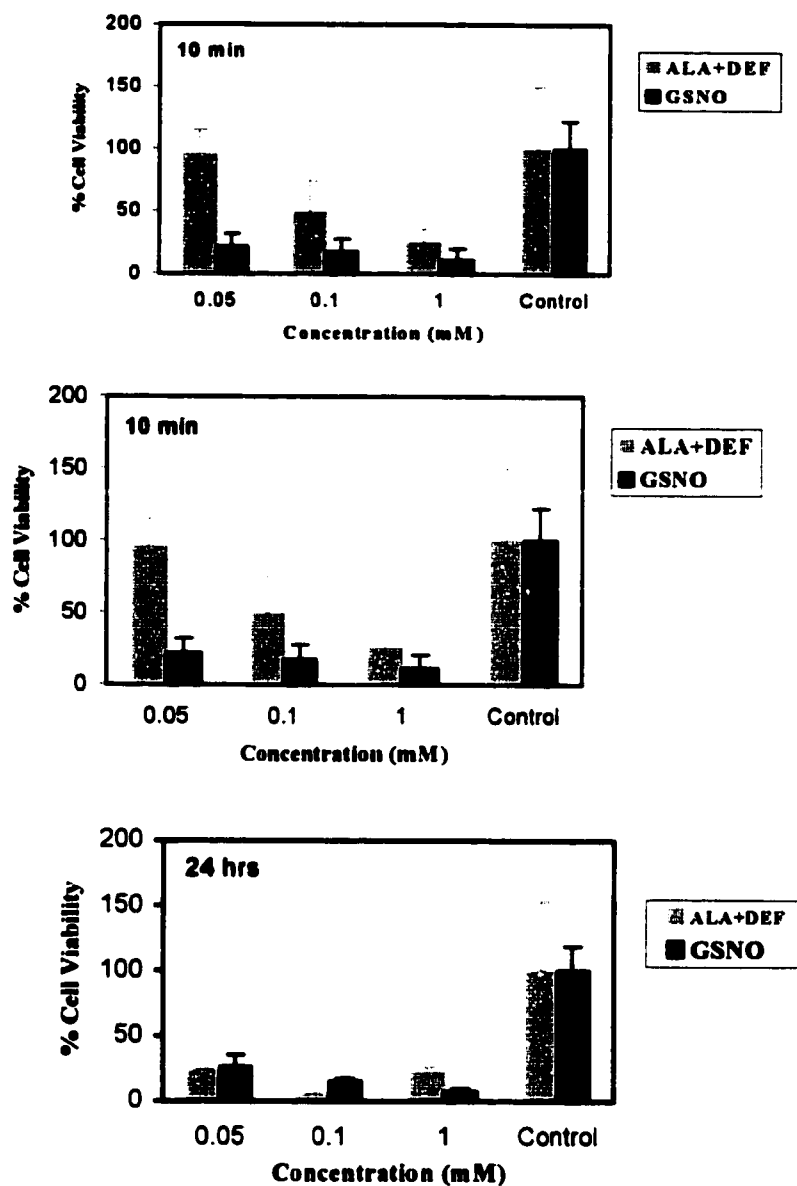 200
150
100
50
0
10 min
% Cell Viability
0.05 0.1 1 Control
Concentration (mM)
ALA+DEF
GSNO
200
150
100
50
0
10 min
% Cell Viability
0.05 0.1 1 Control
Concentration (mM)
ALA+DEF
GSNO
200
150
100
50
0
24 hrs
% Cell Viability
0.05 0.1 1 Control
Concentration (mM)
ALA+DEF
GSNO